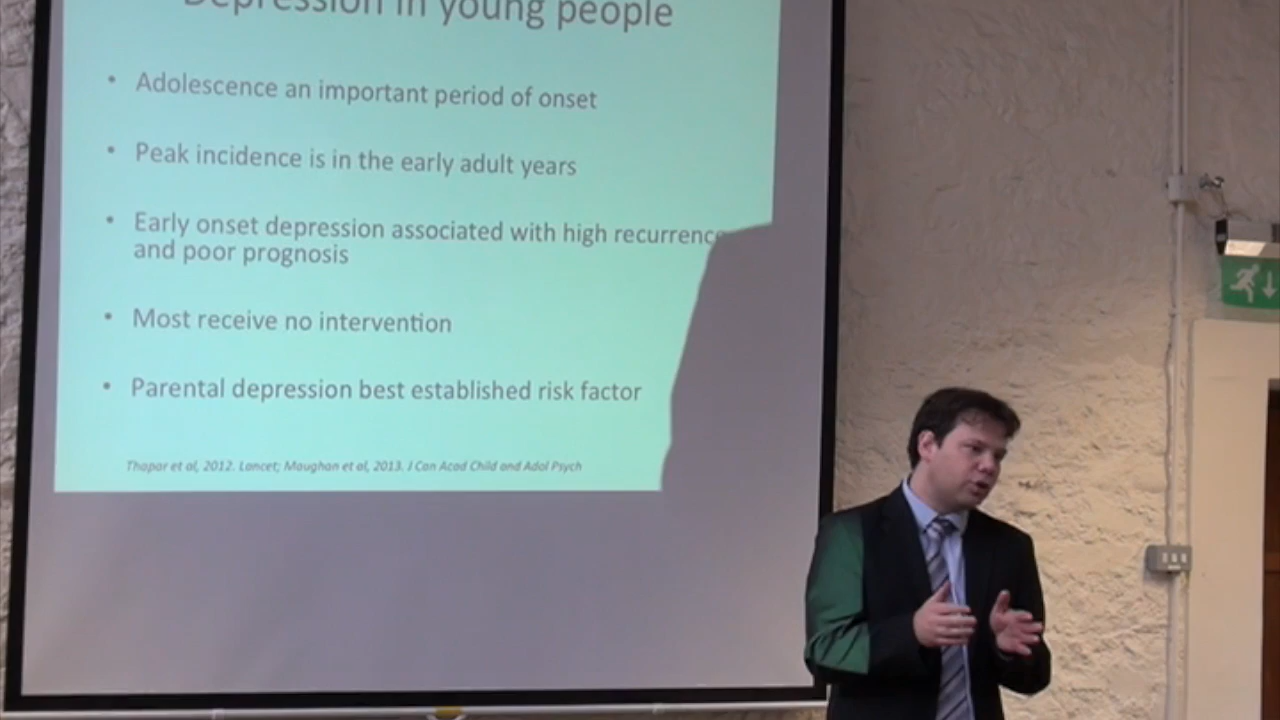 Depression in young people
• Adolescence an important period of onset
• Peak incidence is in the early adult years
• Early onset depression associated with high recurrence
and poor prognosis
• Most receive no intervention
• Parental depression best established risk factor
Thapar et al, 2012. Lancet; Maughan et al, 2013. J Can Acad Child and Adol Psych